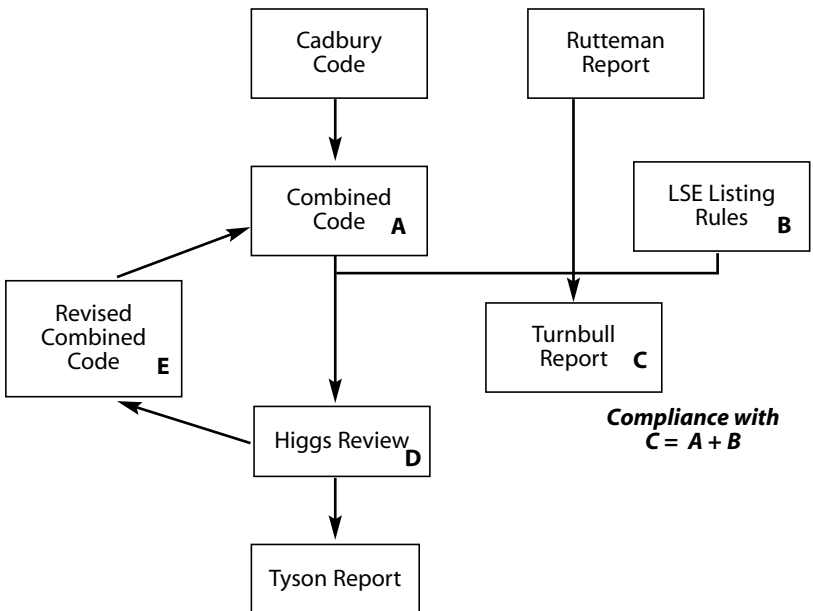 Cadbury
Code
Rutteman
Report
Combined
Code
A
LSE Listing
Rules
B
Revised
Combined
Code
E
Turnbull
Report
C
Compliance with
C = A + B
Higgs Review
D
Tyson Report